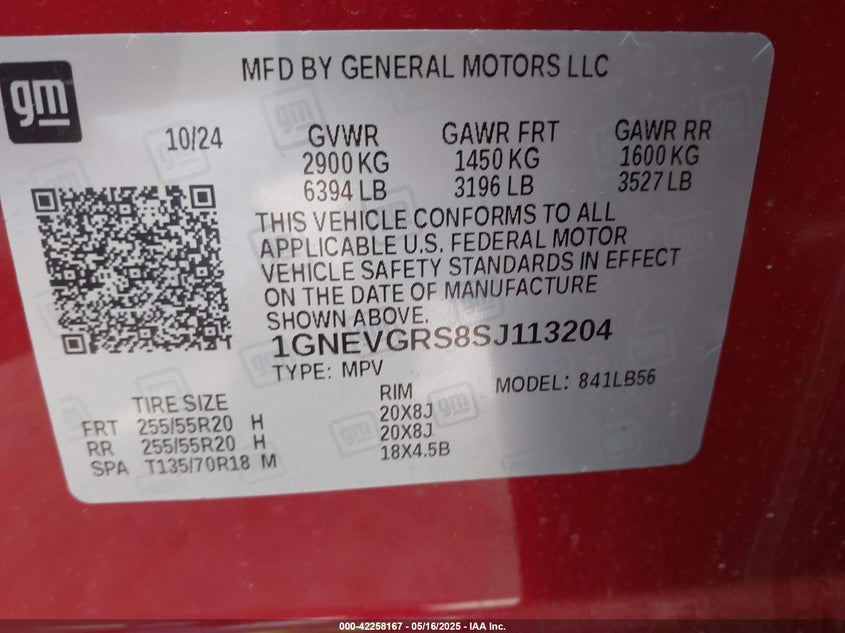 gm
MFD BY GENERAL MOTORS LLC
10/24 GVWR GAWR FRT GAWR RR
2900 KG 1450 KG 1600 KG
6394 LB 3196 LB 3527 LB
THIS VEHICLE CONFORMS TO ALL
APPLICABLE U.S. FEDERAL MOTOR
VEHICLE SAFETY STANDARDS IN EFFECT
ON THE DATE OF MANUFACTURE
SHOWN ABOVE.
1GNEVGRS8SJ113204
TYPE: MPV MODEL: 841LB56
TIRE SIZE RIM
FRT 255/55R20 H 20X8J
RR 255/55R20 H 20X8J
SPA T135/70R18 M 18X4.5B
000-42258167 - 05/16/2025 - IAA Inc.